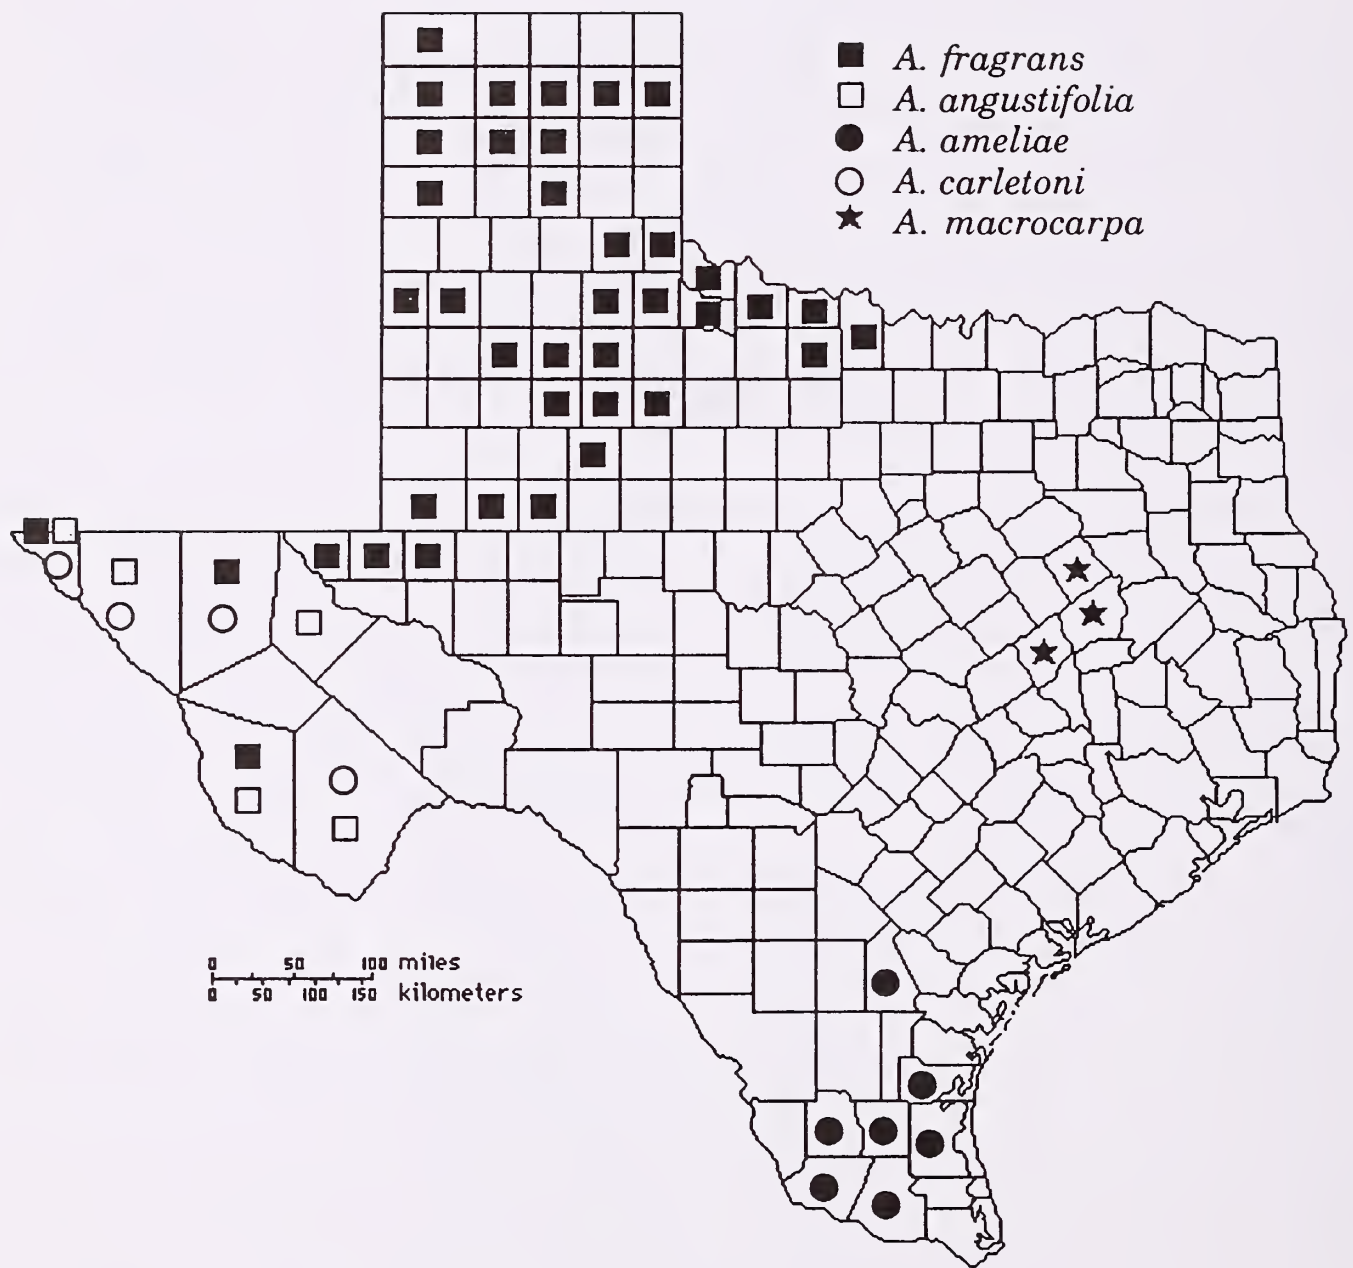 A. fragrans
A. angustifolia
A. ameliae
A. carletoni
A. macrocarpa
0 50 100 miles
0 50 100 150 kilometers